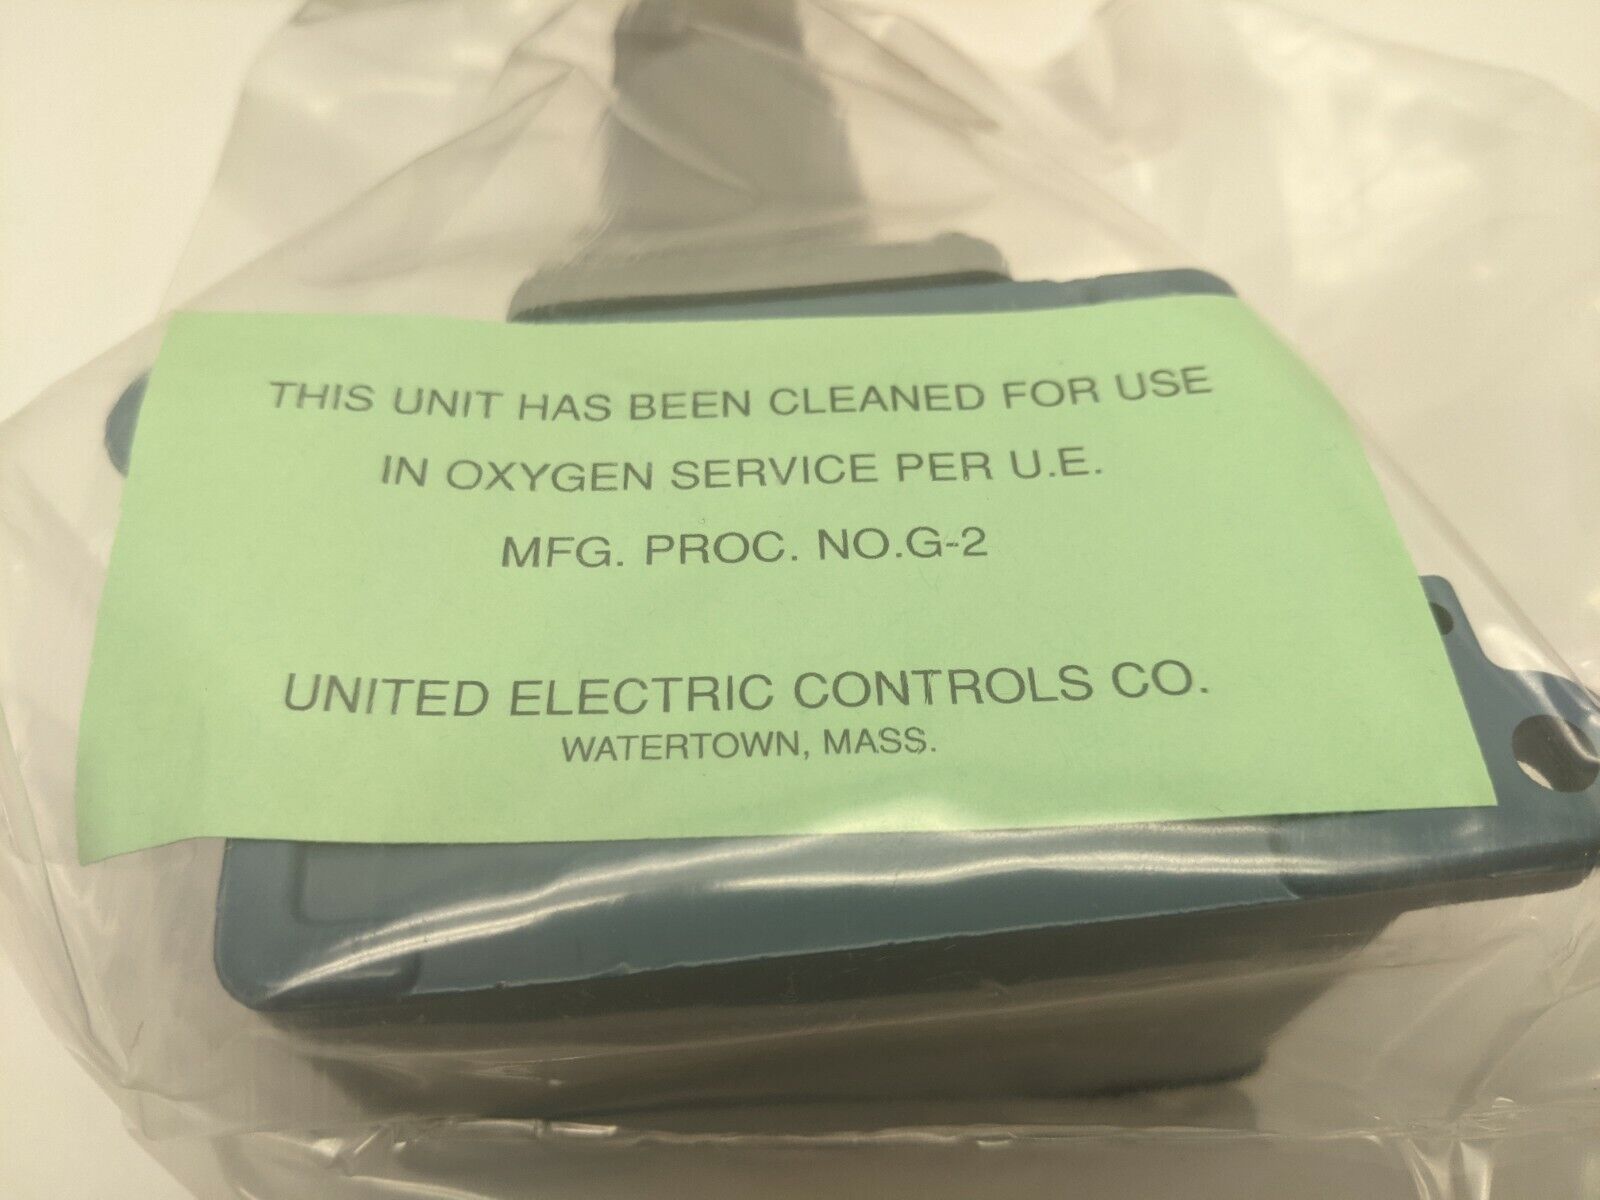 THIS UNIT HAS BEEN CLEANED FOR USE
IN OXYGEN SERVICE PER U.E.
MFG. PROC. NO.G-2
UNITED ELECTRIC CONTROLS CO.
WATERTOWN, MASS.